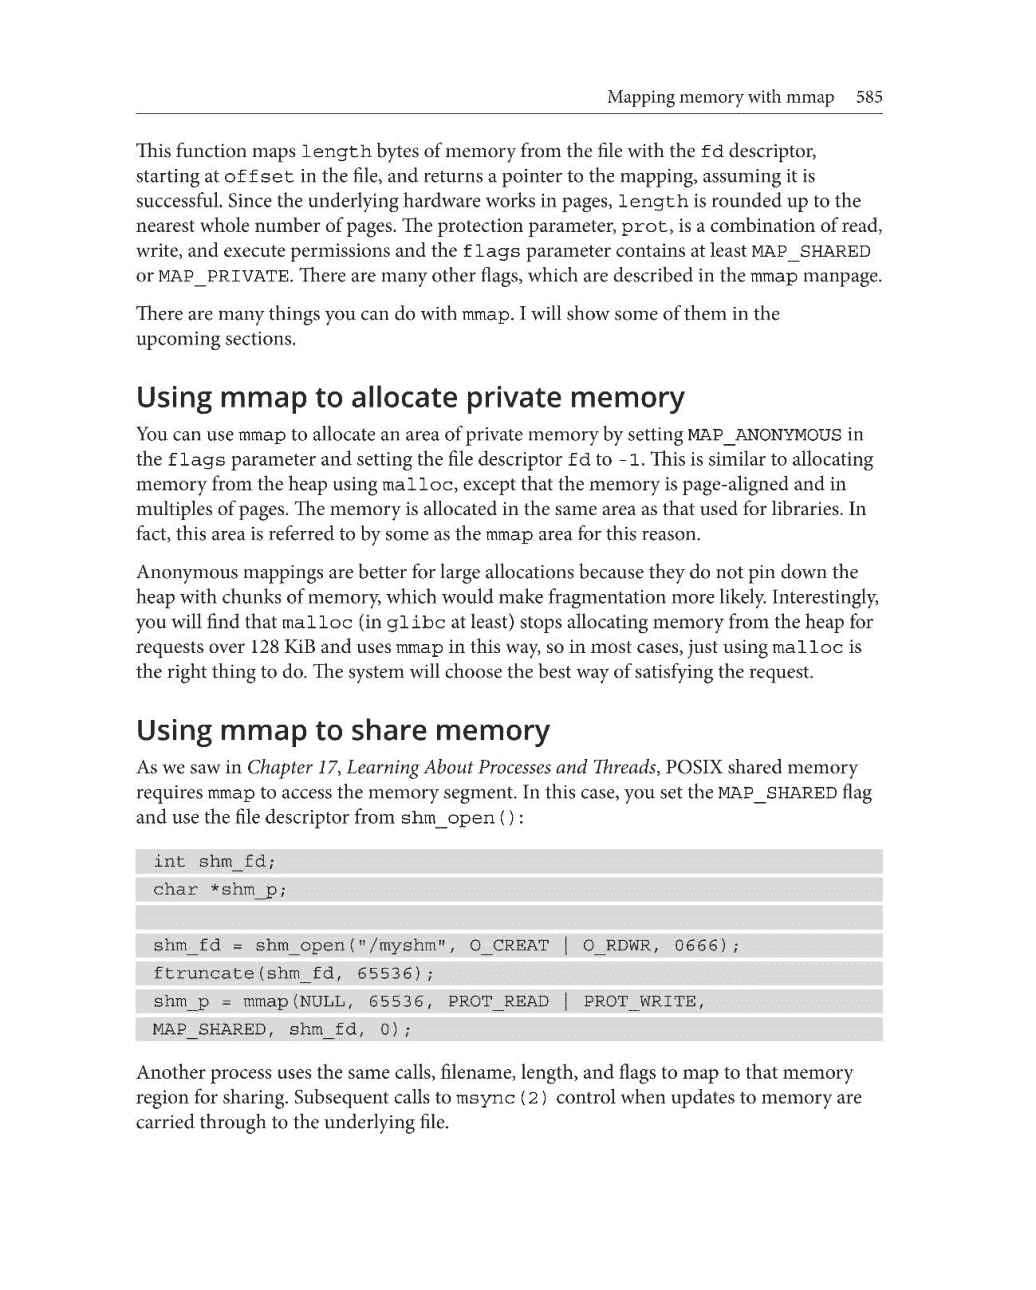 Mapping memory with mmap 585
This function maps length bytes of memory from the file with the fd descriptor,
starting at offset in the file, and returns a pointer to the mapping, assuming it is
successful. Since the underlying hardware works in pages, length is rounded up to the
nearest whole number of pages. The protection parameter, prot, is a combination of read,
write, and execute permissions and the flags parameter contains at least MAP_SHARED
or MAP_PRIVATE. There are many other flags, which are described in the mmap manpage.
There are many things you can do with mmap. I will show some of them in the
upcoming sections.
Using mmap to allocate private memory
You can use mmap to allocate an area of private memory by setting MAP_ANONYMOUS in
the flags parameter and setting the file descriptor fd to -1. This is similar to allocating
memory from the heap using malloc, except that the memory is page-aligned and in
multiples of pages. The memory is allocated in the same area as that used for libraries. In
fact, this area is referred to by some as the mmap area for this reason.
Anonymous mappings are better for large allocations because they do not pin down the
heap with chunks of memory, which would make fragmentation more likely. Interestingly,
you will find that malloc (in glibc at least) stops allocating memory from the heap for
requests over 128 KiB and uses mmap in this way, so in most cases, just using malloc is
the right thing to do. The system will choose the best way of satisfying the request.
Using mmap to share memory
As we saw in Chapter 17, Learning About Processes and Threads, POSIX shared memory
requires mmap to access the memory segment. In this case, you set the MAP_SHARED flag
and use the file descriptor from shm_open():
int shm_fd;
char *shm_p;
shm_fd = shm_open("/myshm", O_CREAT | O_RDWR, 0666);
ftruncate(shm_fd, 65536);
shm_p = mmap(NULL, 65536, PROT_READ | PROT_WRITE,
MAP_SHARED, shm_fd, 0);
Another process uses the same calls, filename, length, and flags to map to that memory
region for sharing. Subsequent calls to msync(2) control when updates to memory are
carried through to the underlying file.